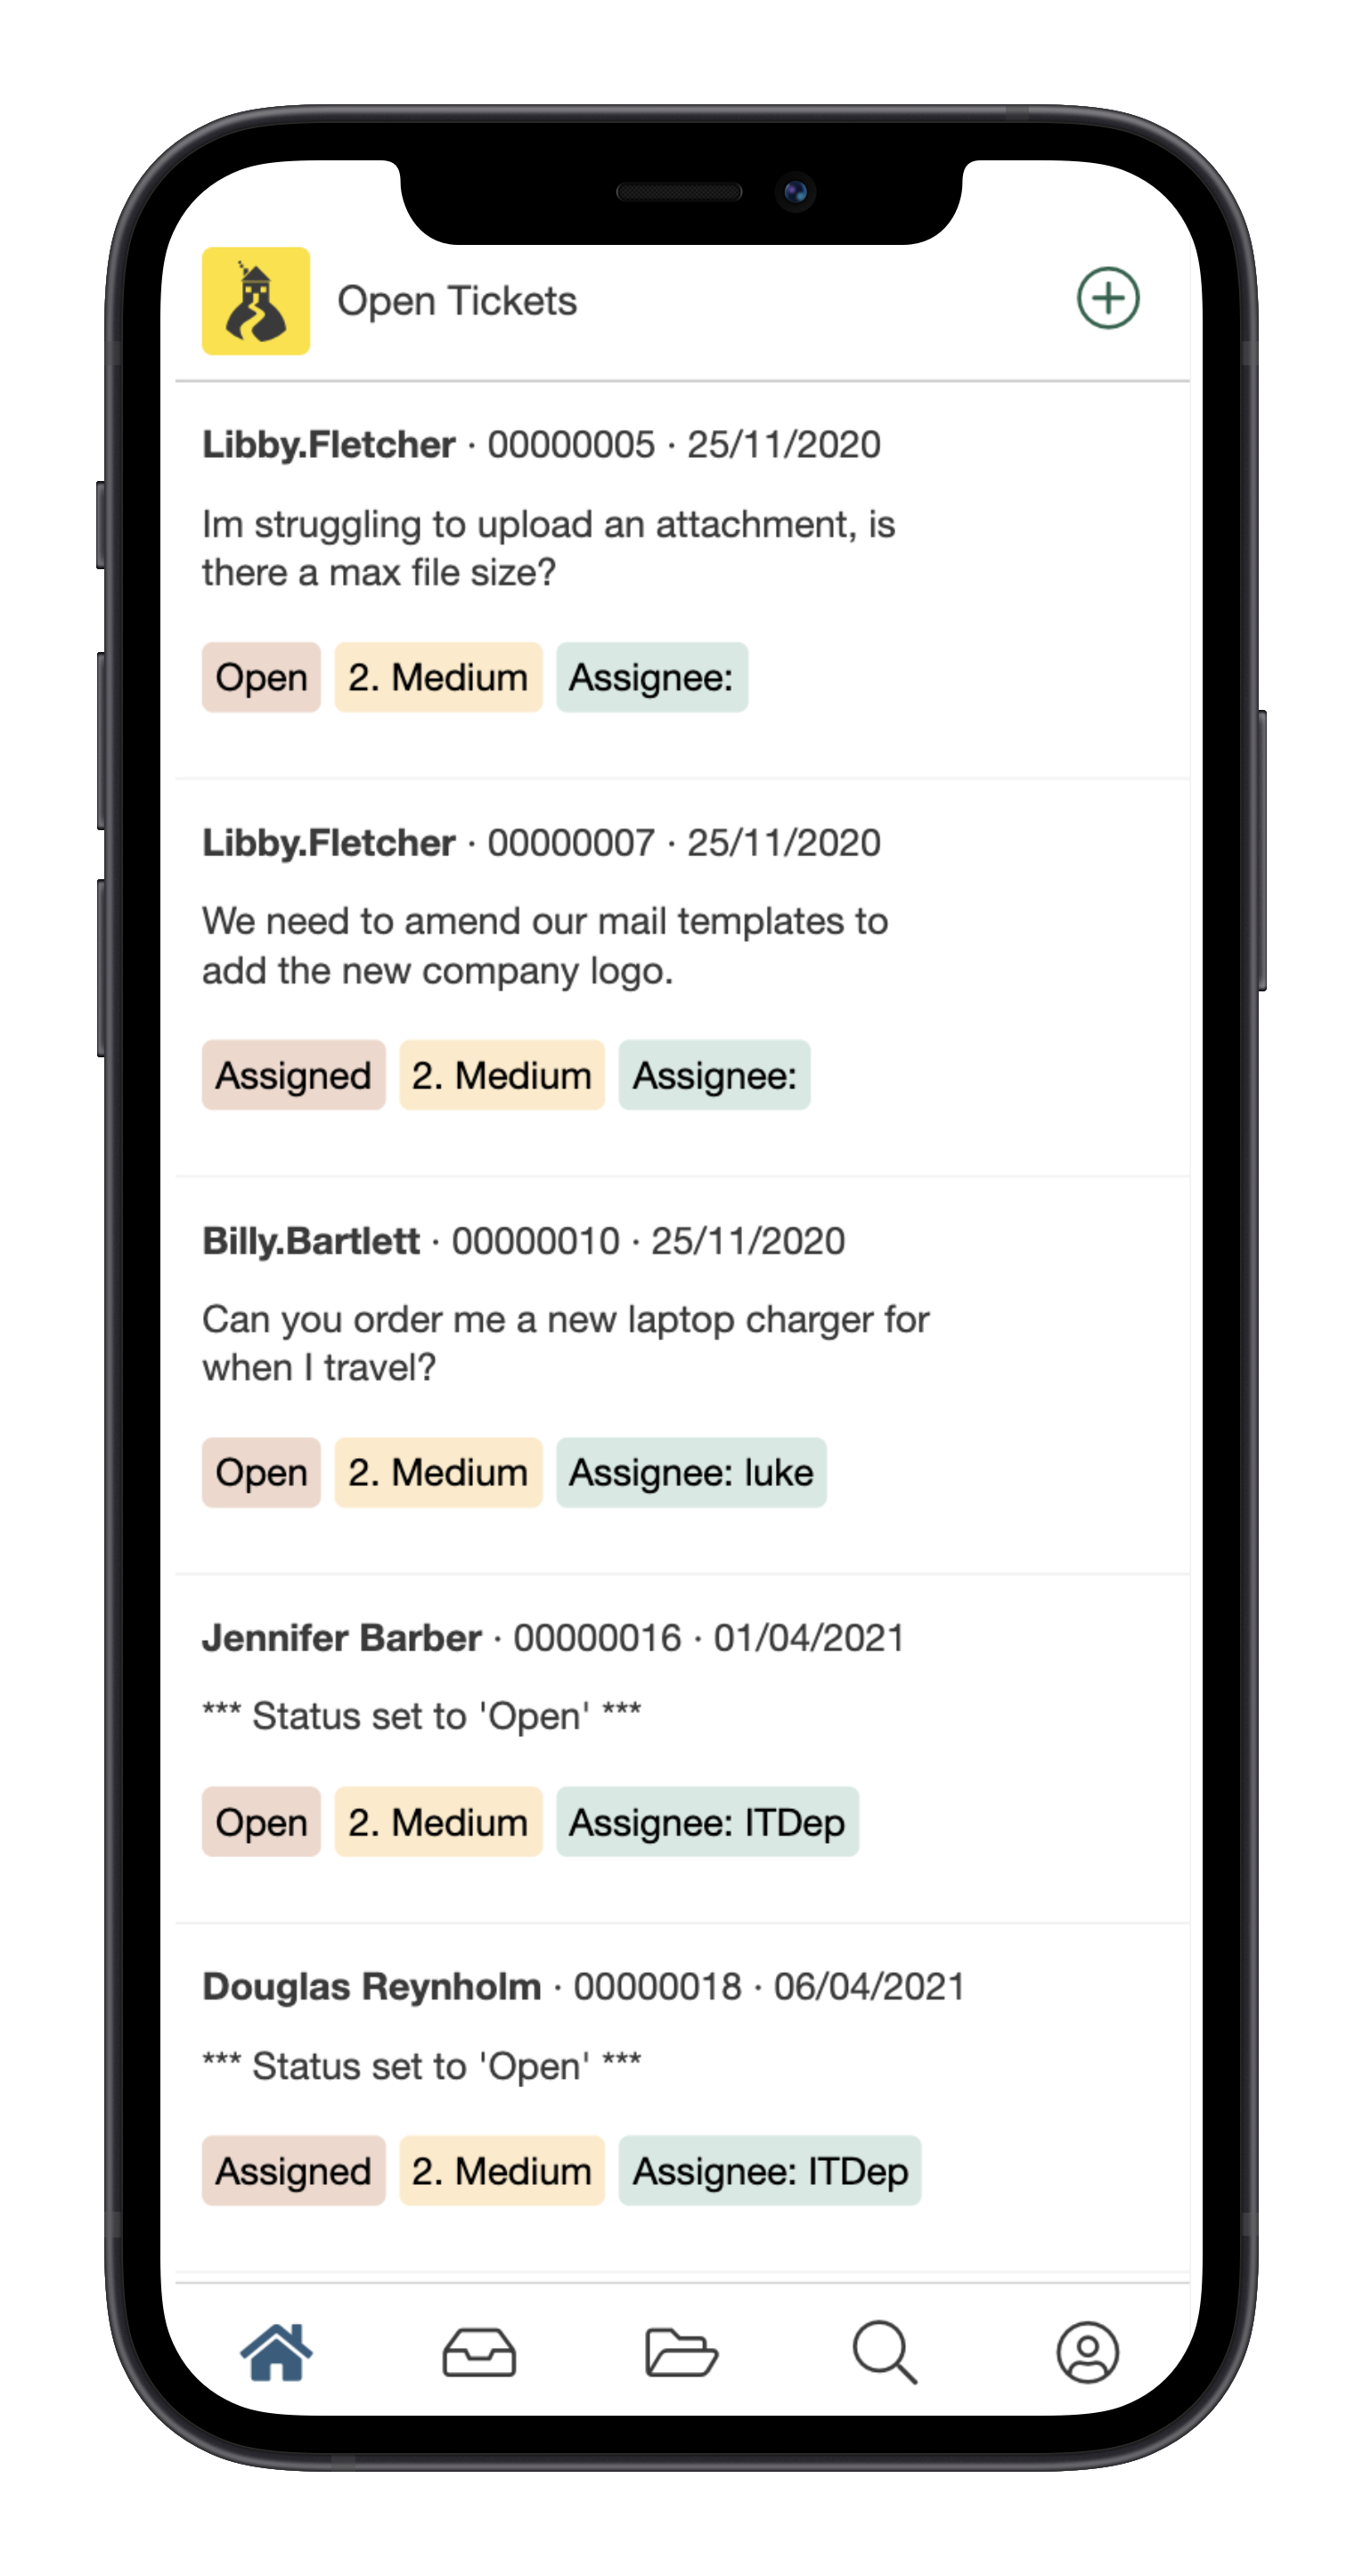 Open Tickets
Libby.Fletcher · 00000005 · 25/11/2020
Im struggling to upload an attachment, is
there a max file size?
Open 2. Medium Assignee:
Libby.Fletcher · 00000007 · 25/11/2020
We need to amend our mail templates to
add the new company logo.
Assigned 2. Medium Assignee:
Billy.Bartlett · 00000010 · 25/11/2020
Can you order me a new laptop charger for
when I travel?
Open 2. Medium Assignee: luke
Jennifer Barber · 00000016 · 01/04/2021
*** Status set to 'Open' ***
Open 2. Medium Assignee: ITDep
Douglas Reynholm · 00000018 · 06/04/2021
*** Status set to 'Open' ***
Assigned 2. Medium Assignee: ITDep